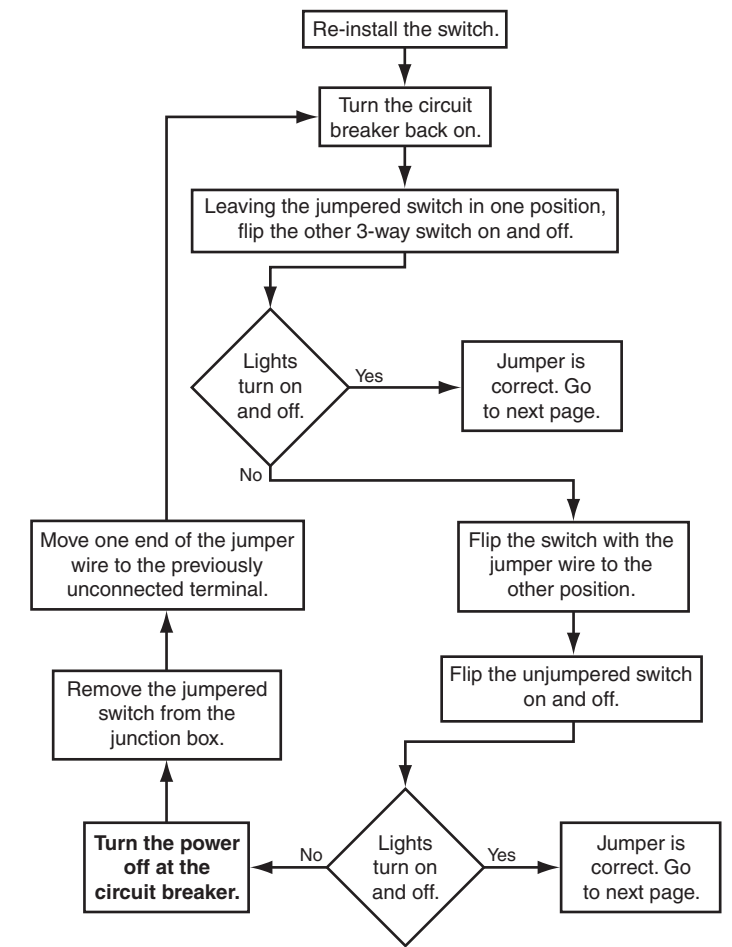 Re-install the switch.
Turn the circuit
breaker back on.
Leaving the jumpered switch in one position,
flip the other 3-way switch on and off.
Lights
turn on
and off.
Yes
Jumper is
correct. Go
to next page.
No
Flip the switch with the
jumper wire to the
other position.
Flip the unjumpered switch
on and off.
Lights
turn on
and off.
Yes
Jumper is
correct. Go
to next page.
No
Turn the power
off at the
circuit breaker.
Remove the jumpered
switch from the
junction box.
Move one end of the jumper
wire to the previously
unconnected terminal.